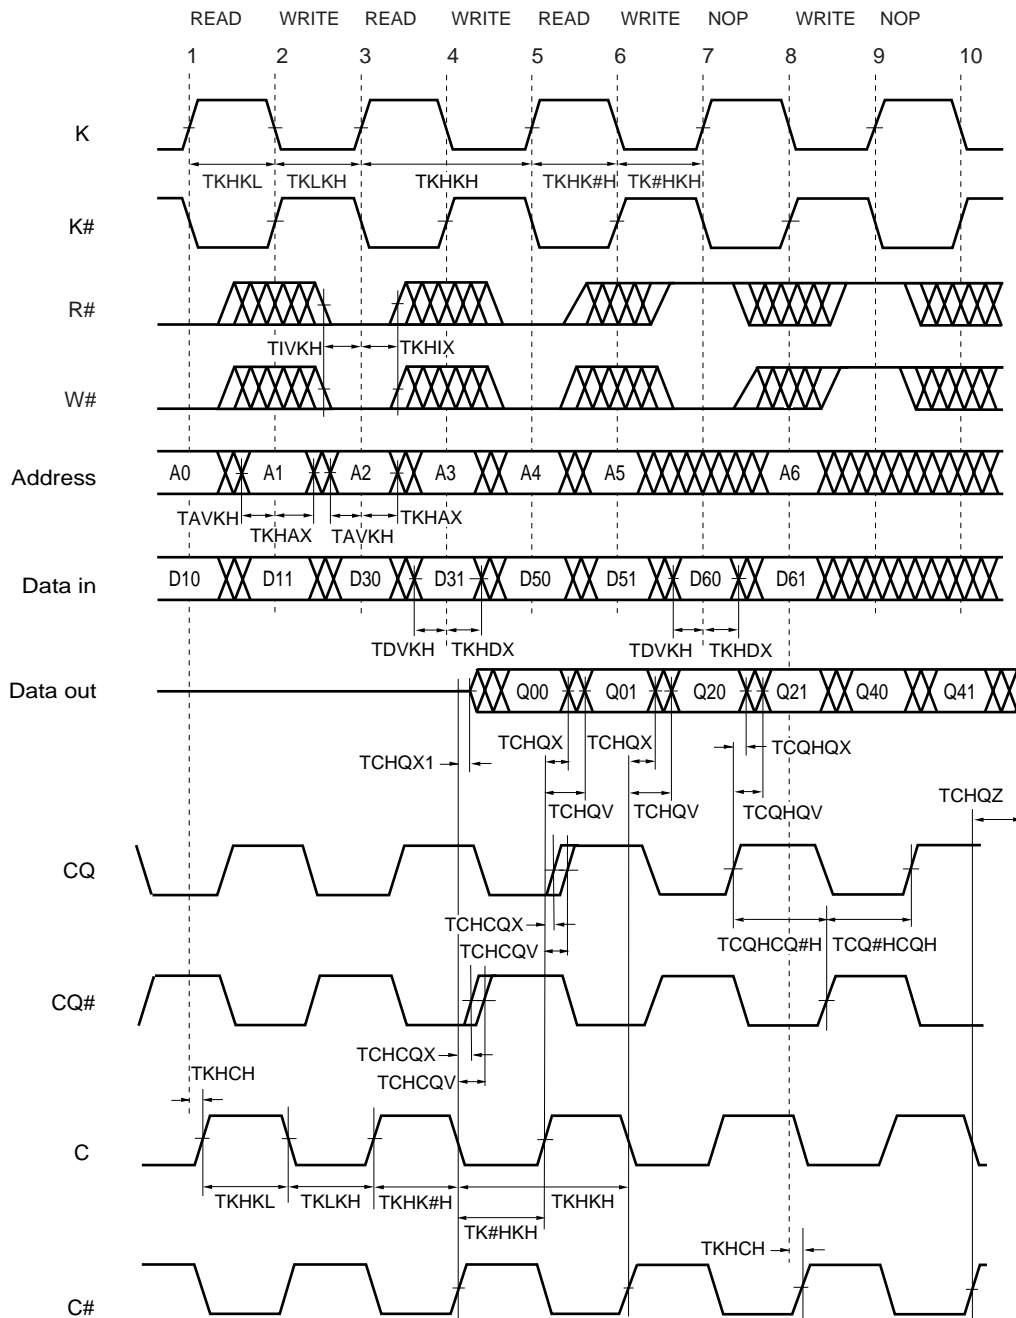 READ WRITE READ WRITE READ WRITE NOP WRITE NOP
1 2 3 4 5 6 7 8 9 10
K
TKHKL TKLKH TKHKH TKHK#H TK#HKH
K#
R#
TIVKH TKHIX
W#
Address A0 A1 A2 A3 A4 A5 A6
TAVKH TKHAX TAVKH TKHAX
Data in D10 D11 D30 D31 D50 D51 D60 D61
TDVKH TKHDX TDVKH TKHDX
Data out Q00 Q01 Q20 Q21 Q40 Q41
TCHQX1 TCHQX TCHQX TCQHQX
TCHQV TCHQV TCQHQV TCHQZ
CQ
TCHCQX TCQHCQ#H TCQ#HCQH
TCHCQV
CQ#
TCHCQX
TKHCH TCHCQV
C
TKHKL TKLKH TKHK#H TKHKH
TK#HKH TKHCH
C#